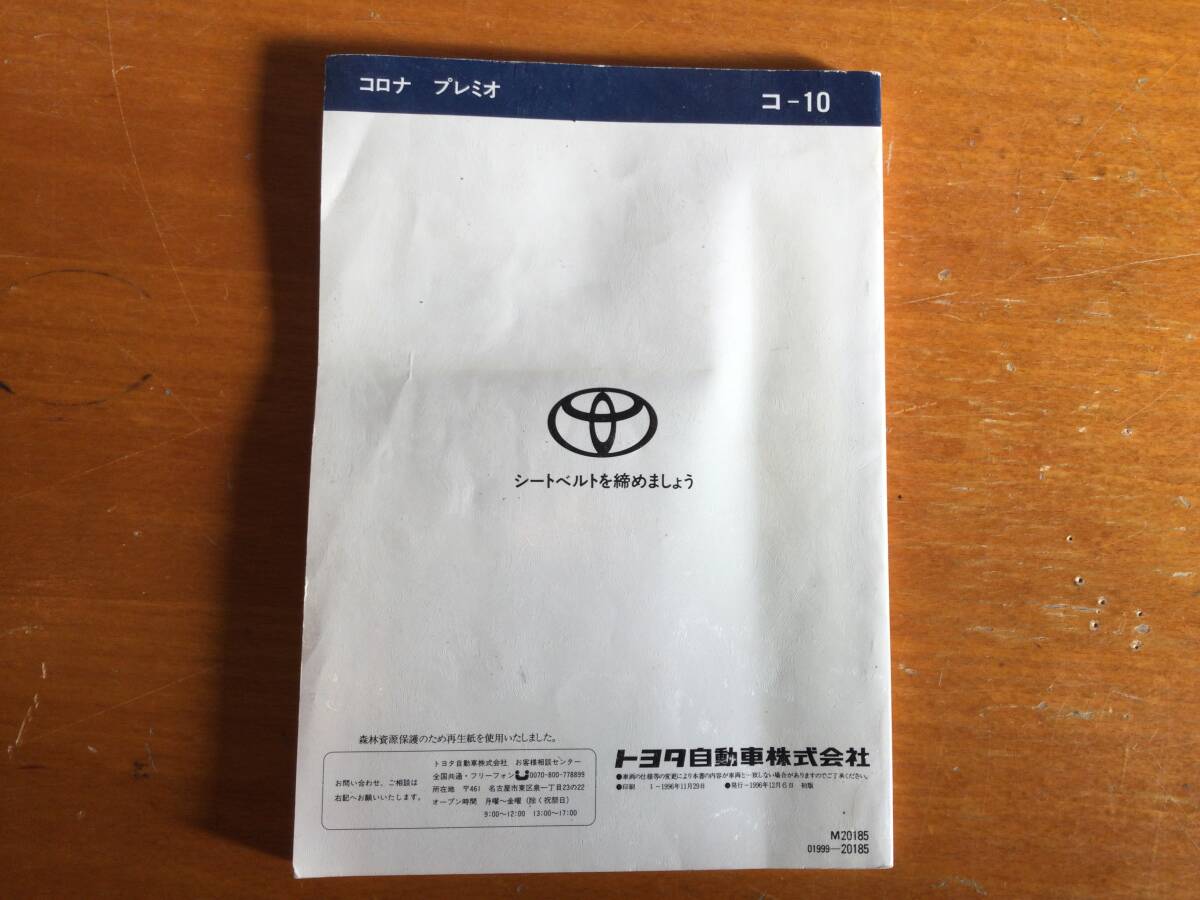 コロナ プレミオ
コ-10
シートベルトを締めましょう
森林資源保護のため再生紙を使用いたしました。
お問い合わせ、ご相談は
右記へお願いいたします。
トヨタ自動車株式会社 お客様相談センター
全国共通・フリーフォン 0070-800-778899
所在地 〒461 名古屋市東区泉一丁目23の22
オープン時間 月曜〜金曜(除く祝祭日)
9:00〜12:00 13:00〜17:00
トヨタ自動車株式会社
●車両の仕様等の変更により本書の内容が車両と一致しない場合がありますのでご了承ください。
●印刷 1-1996年11月29日 ●発行-1996年12月6日 初版
M20185
01999-20185